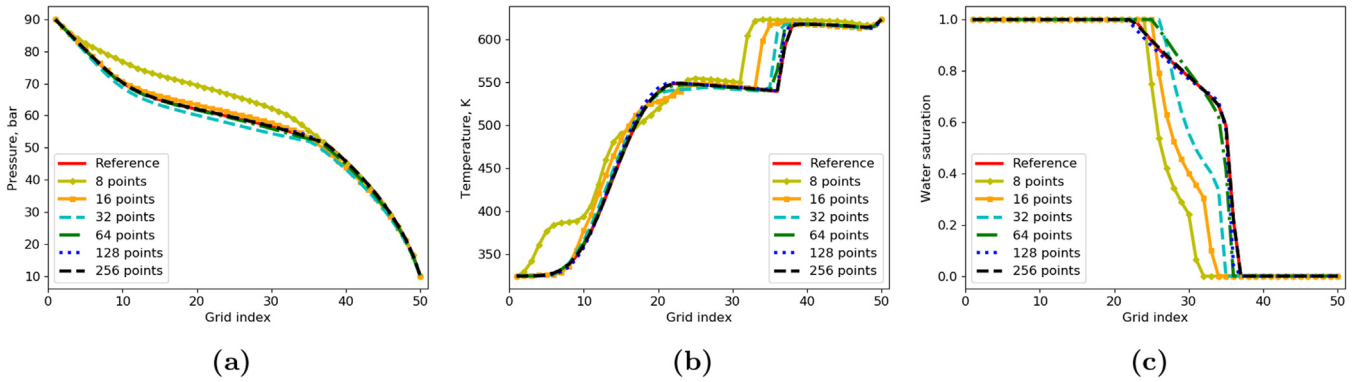 90
80
70
60
50
40
30
20
10
Pressure, bar
Reference
8 points
16 points
32 points
64 points
128 points
256 points
0 10 20 30 40 50
Grid index
(a)
600
550
500
450
400
350
Temperature, K
Reference
8 points
16 points
32 points
64 points
128 points
256 points
0 10 20 30 40 50
Grid index
(b)
1.0
0.8
0.6
0.4
0.2
0.0
Water saturation
Reference
8 points
16 points
32 points
64 points
128 points
256 points
0 10 20 30 40 50
Grid index
(c)